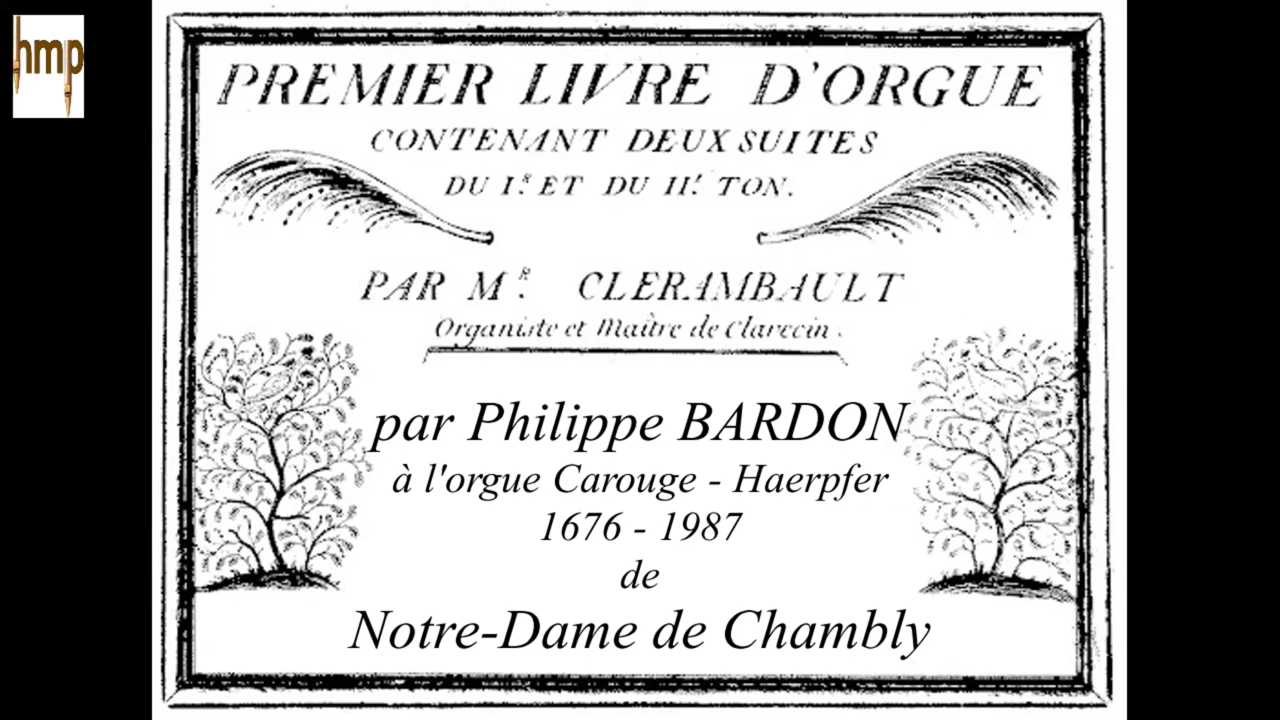 hmp
PREMIER LIVRE D'ORGUE
CONTENANT DEUX SUITES
DU I.R ET DU II.E TON.
PAR M.R CLERAMBAULT
Organiste et Maître de Clavecin.
par Philippe BARDON
à l'orgue Carouge - Haerpfer
1676 - 1987
de
Notre-Dame de Chambly